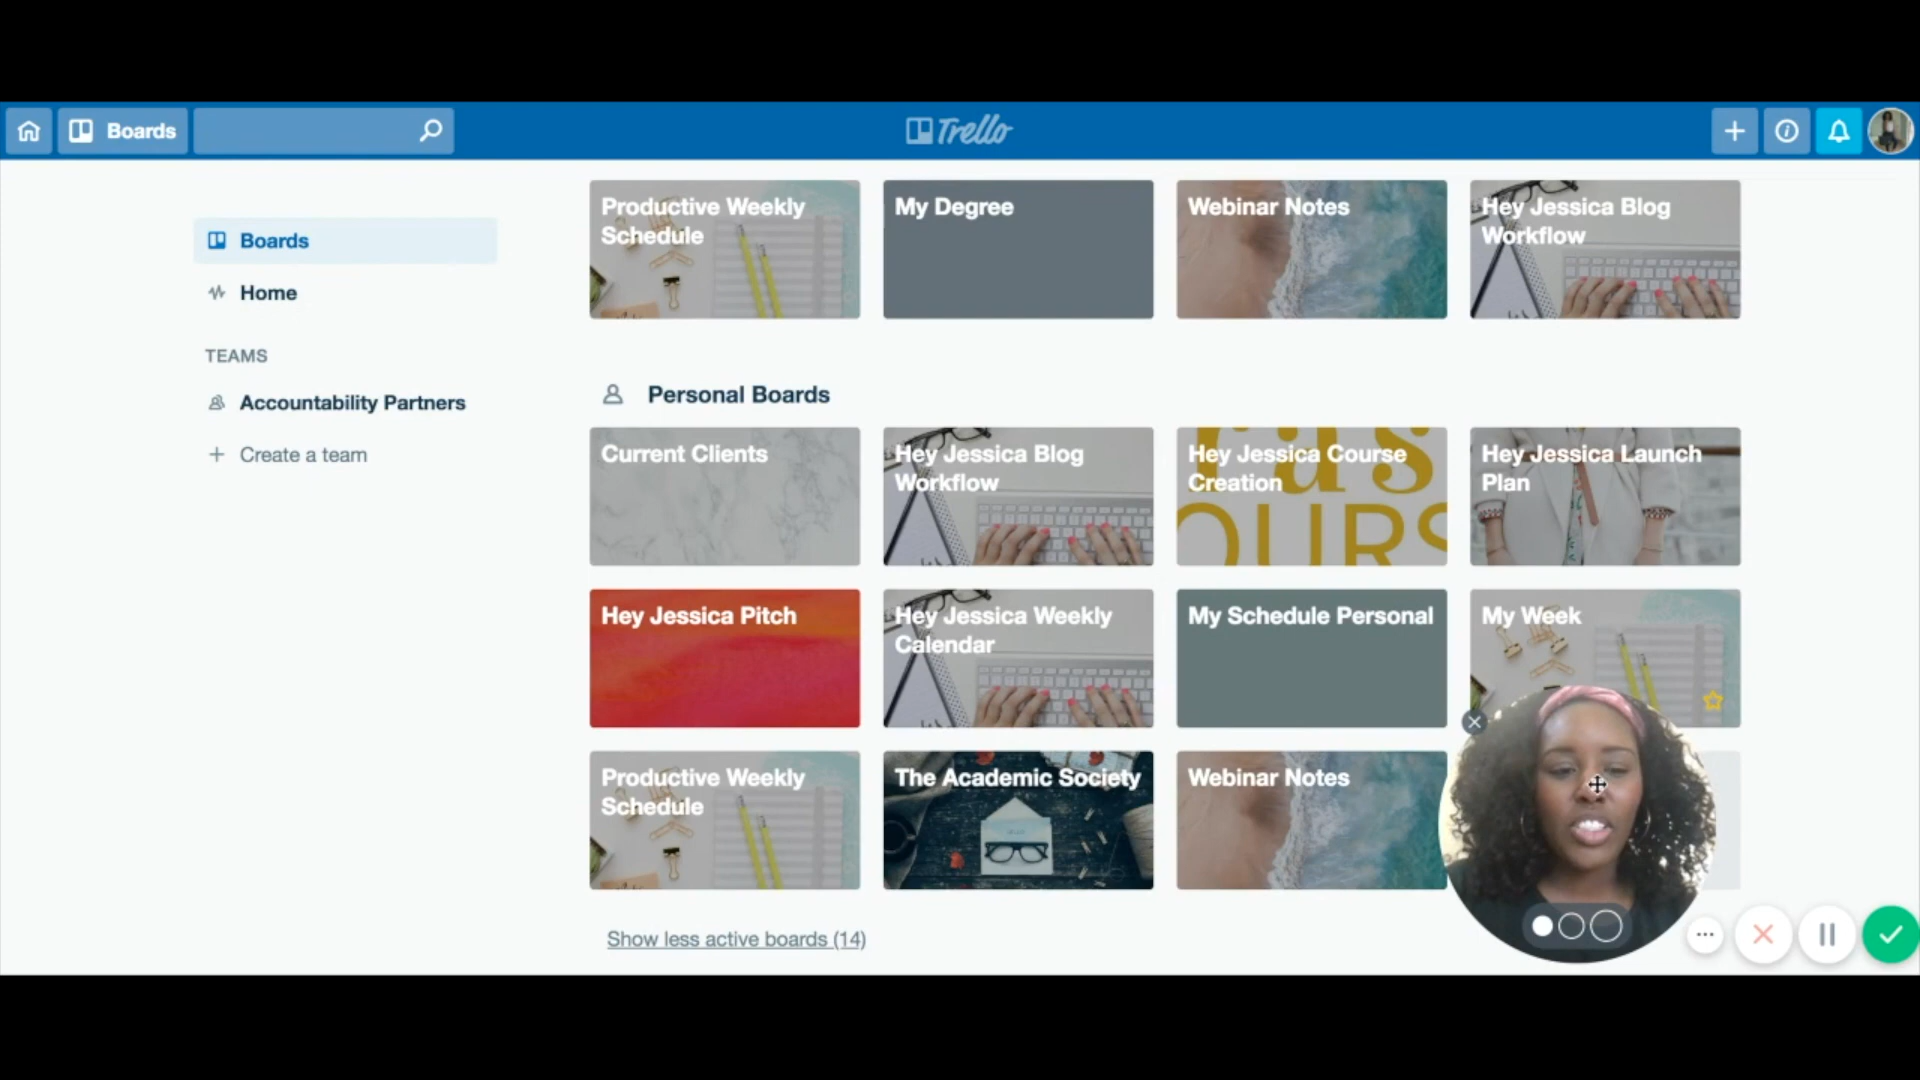 Boards
Trello
Boards
Home
TEAMS
Accountability Partners
Create a team
Productive Weekly
Schedule
My Degree
Webinar Notes
Hey Jessica Blog
Workflow
Personal Boards
Current Clients
Hey Jessica Blog
Workflow
Hey Jessica Course
Creation
ras
OURS
Hey Jessica Launch
Plan
Hey Jessica Pitch
Hey Jessica Weekly
Calendar
My Schedule Personal
My Week
Productive Weekly
Schedule
The Academic Society
Webinar Notes
Show less active boards (14)